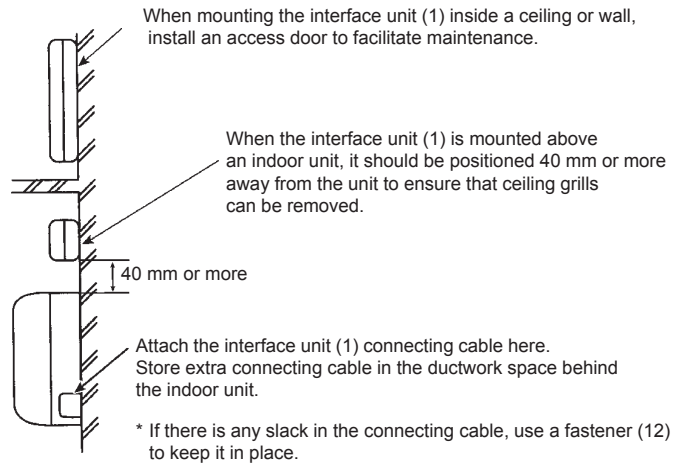 When mounting the interface unit (1) inside a ceiling or wall,
install an access door to facilitate maintenance.
When the interface unit (1) is mounted above
an indoor unit, it should be positioned 40 mm or more
away from the unit to ensure that ceiling grills
can be removed.
40 mm or more
Attach the interface unit (1) connecting cable here.
Store extra connecting cable in the ductwork space behind
the indoor unit.
* If there is any slack in the connecting cable, use a fastener (12)
to keep it in place.